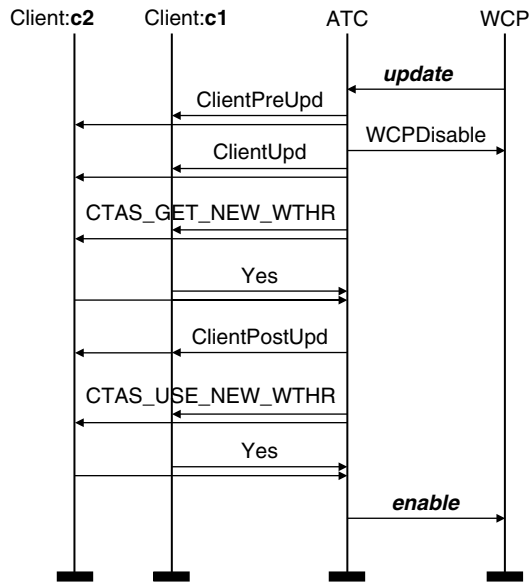 Client:c2 Client:c1 ATC WCP
update
ClientPreUpd
WCPDisable
ClientUpd
CTAS_GET_NEW_WTHR
Yes
ClientPostUpd
CTAS_USE_NEW_WTHR
Yes
enable